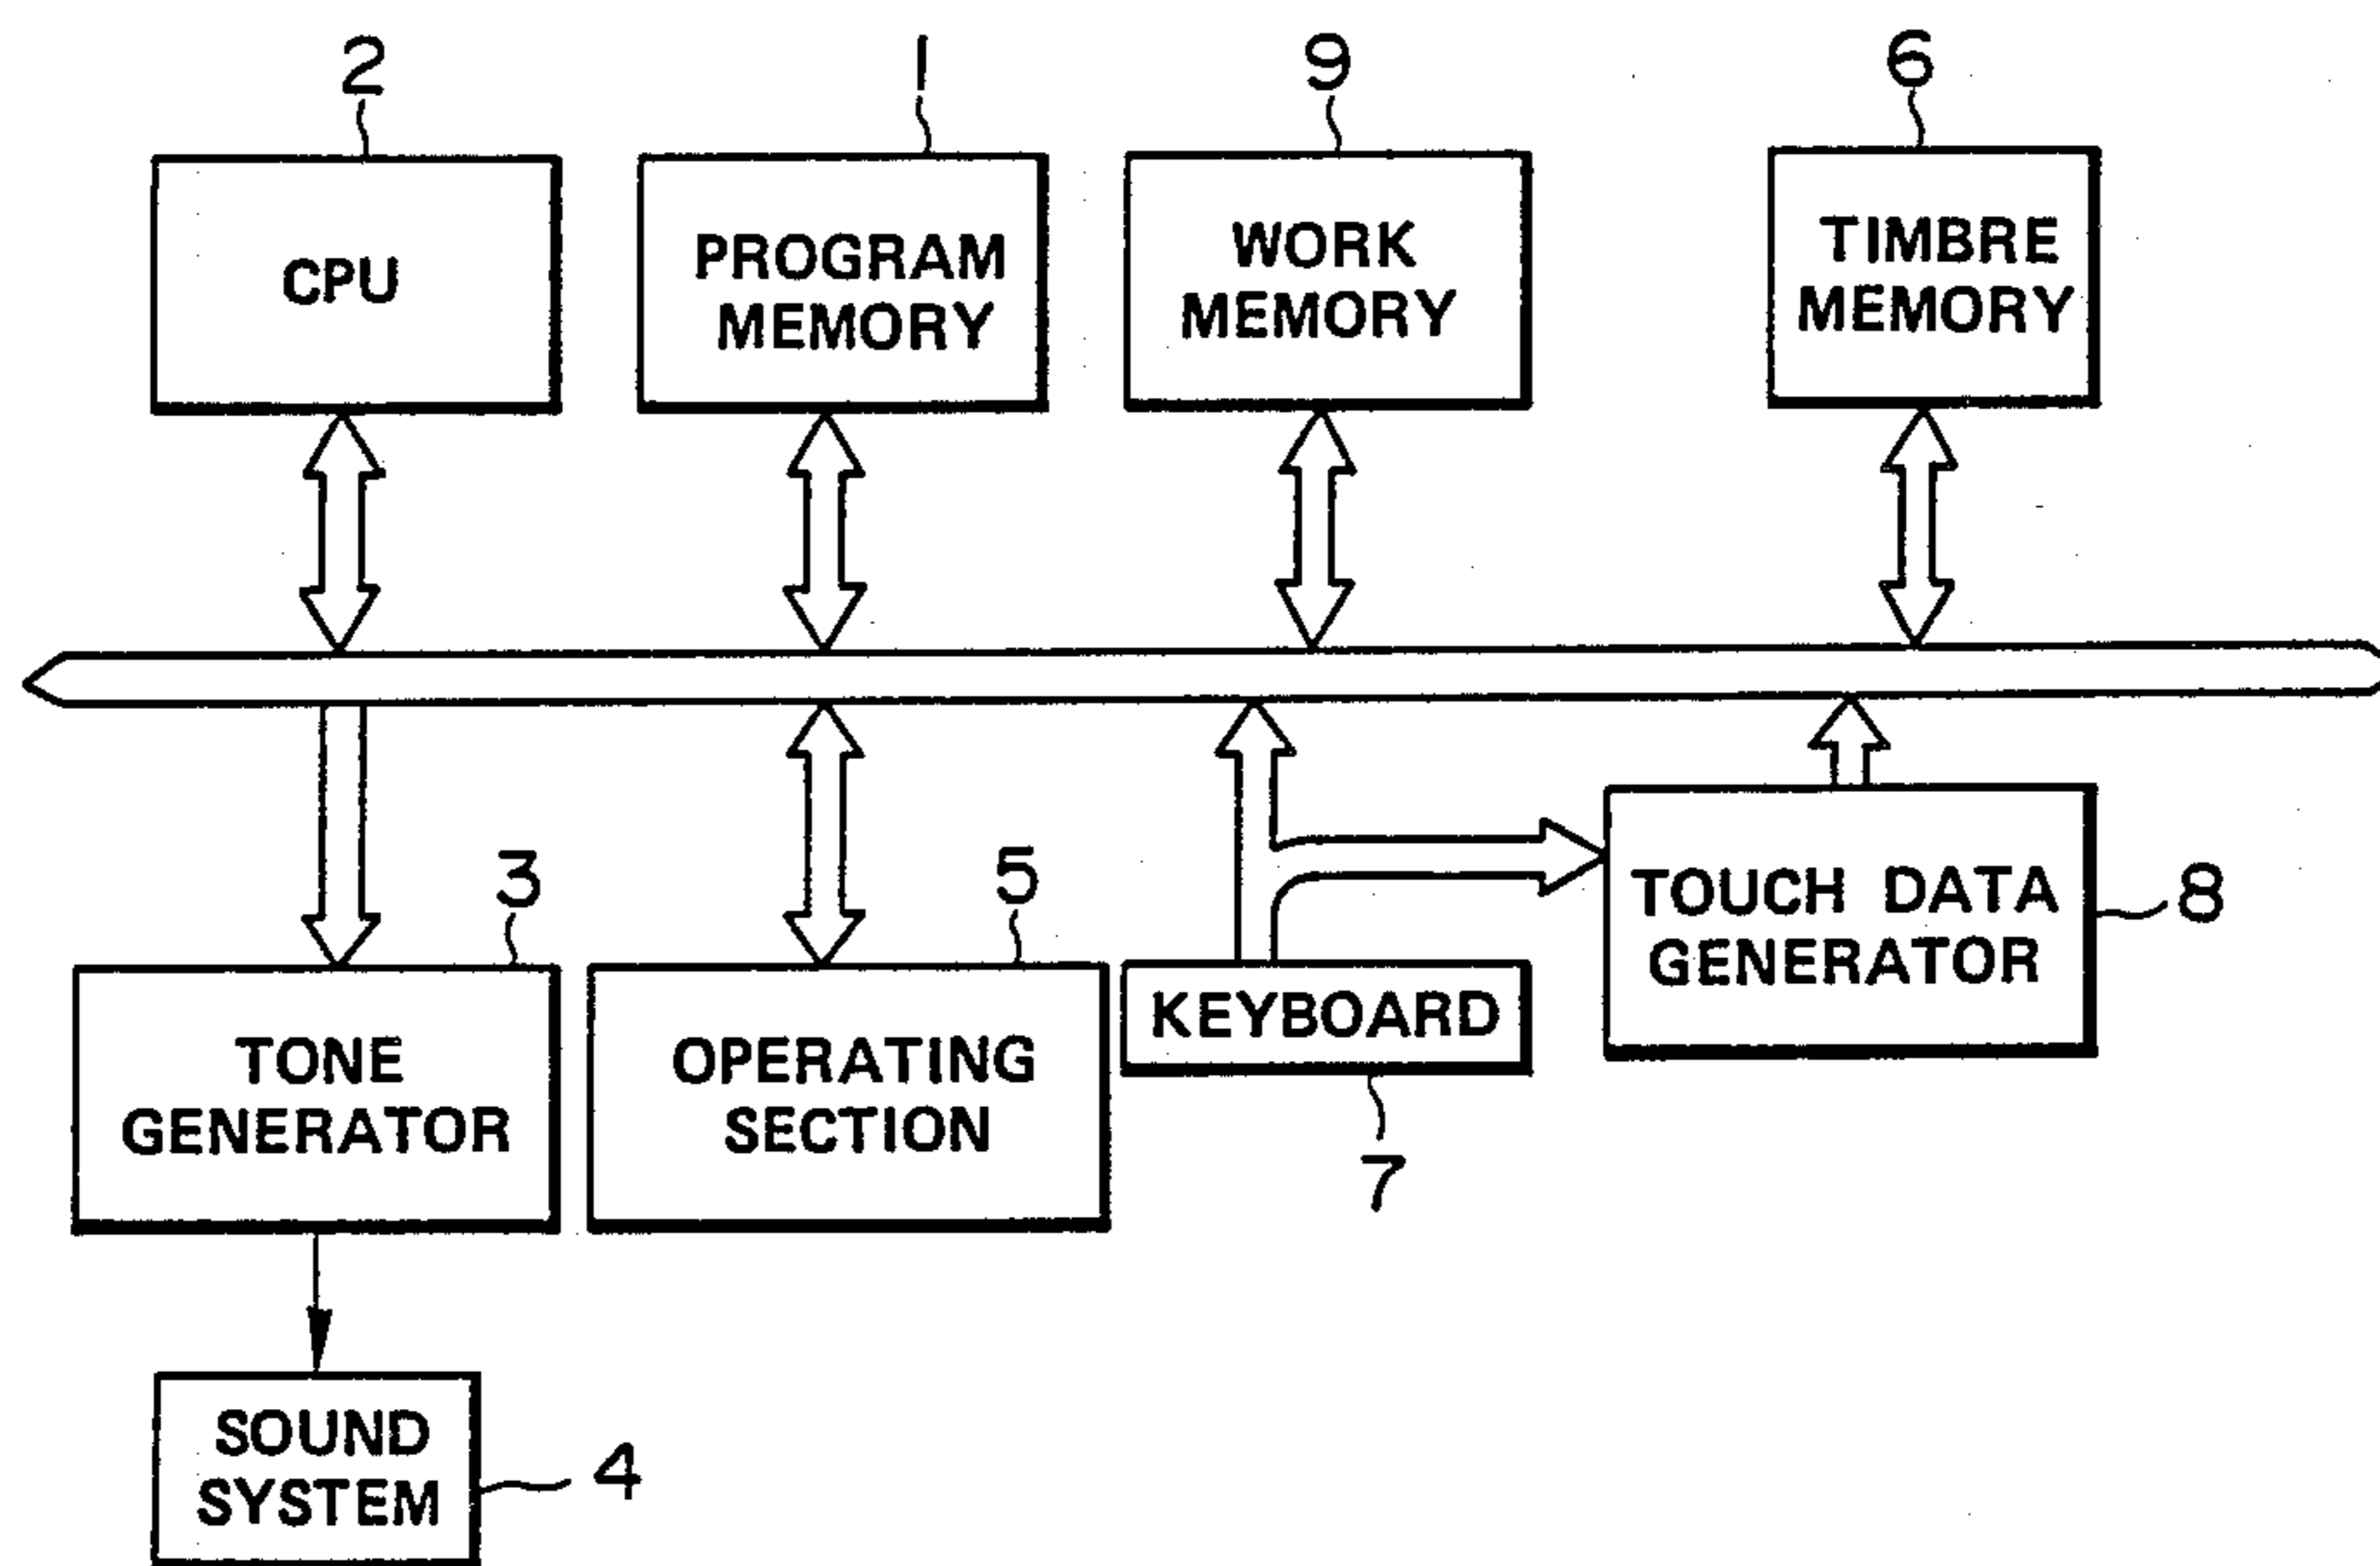 2
1
9
6
CPU
PROGRAM
MEMORY
WORK
MEMORY
TIMBRE
MEMORY
3
5
8
TONE
GENERATOR
OPERATING
SECTION
KEYBOARD
TOUCH DATA
GENERATOR
7
SOUND
SYSTEM
4